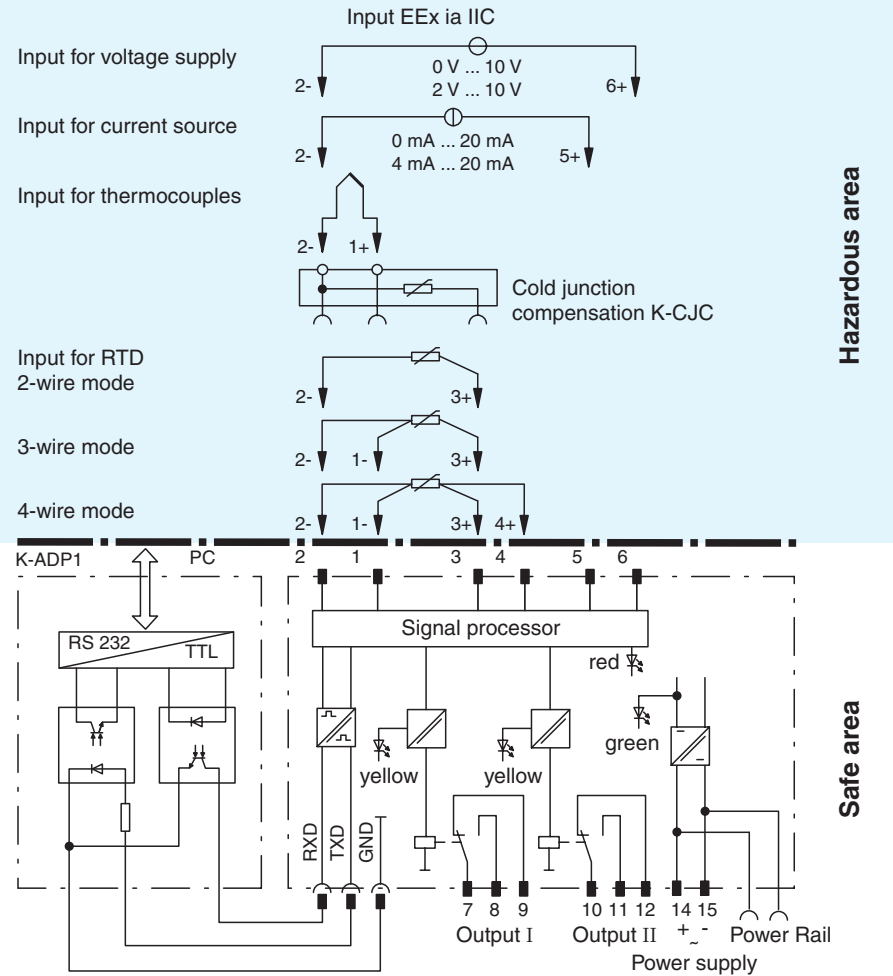 Input EEx ia IIC
Input for voltage supply
0 V ... 10 V
2- 2 V ... 10 V 6+
Input for current source
0 mA ... 20 mA
2- 4 mA ... 20 mA 5+
Input for thermocouples
2- 1+
Cold junction
compensation K-CJC
Hazardous area
Input for RTD
2-wire mode
2- 3+
3-wire mode
2- 1- 3+
4-wire mode
2- 1- 3+ 4+
K-ADP1 PC 2 1 3 4 5 6
Signal processor
RS 232
TTL
red
green
yellow yellow
Safe area
RXD
TXD
GND
7 8 9 10 11 12 14 15
Output I Output II + ~ - Power Rail
Power supply